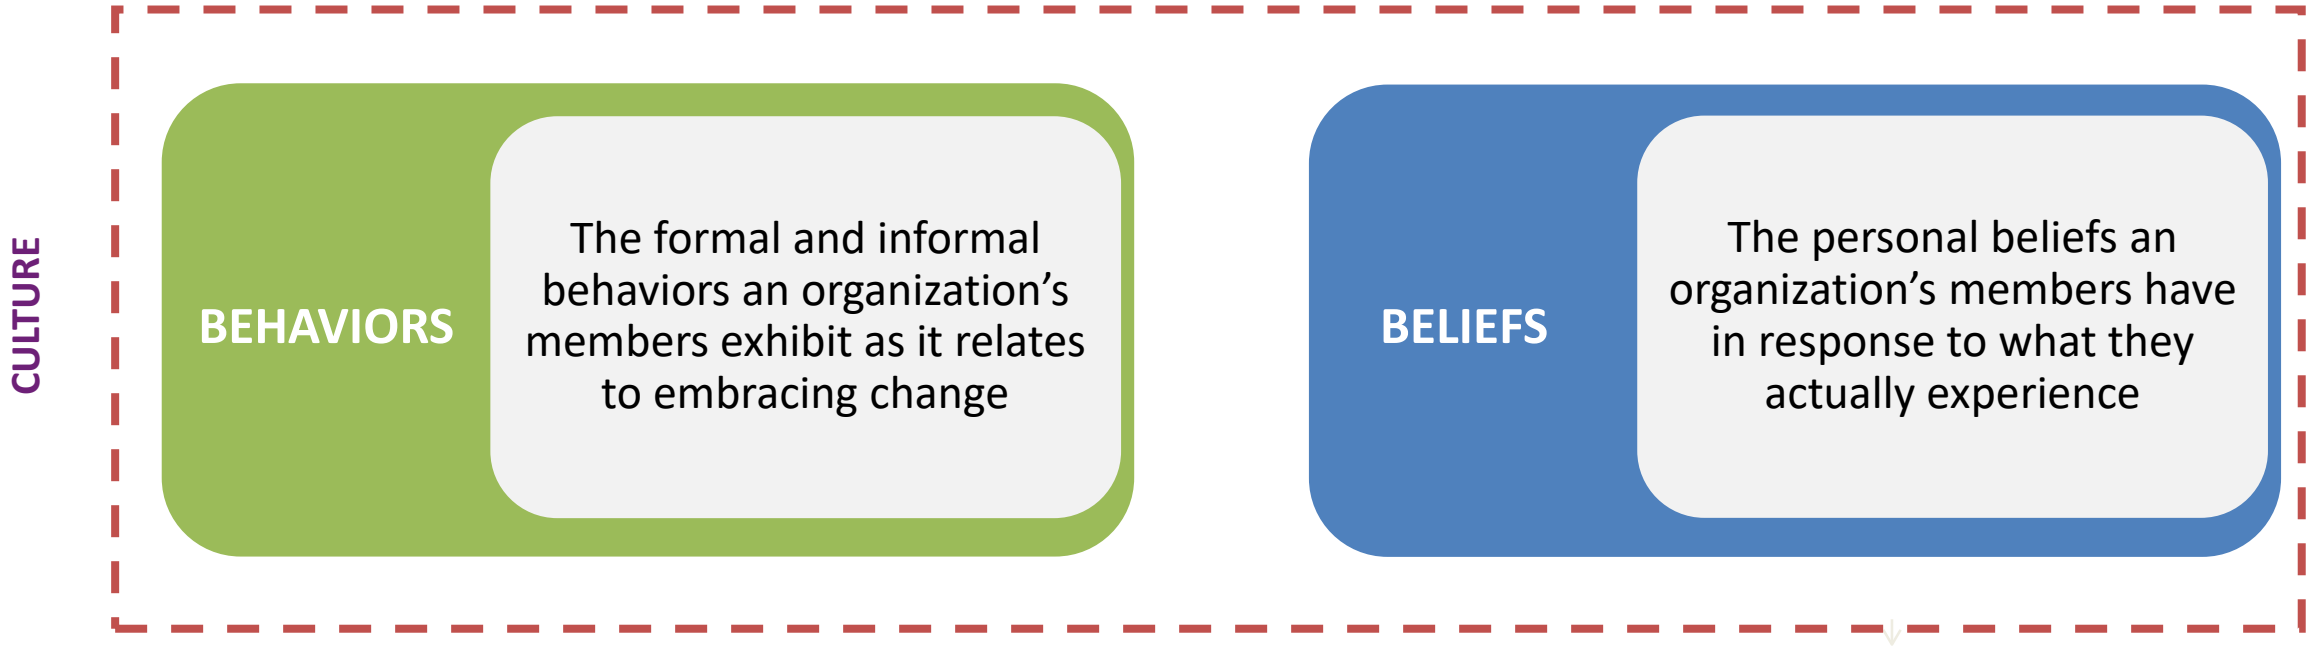 CULTURE
BEHAVIORS
The formal and informal
behaviors an organization’s
members exhibit as it relates
to embracing change
BELIEFS
The personal beliefs an
organization’s members have
in response to what they
actually experience